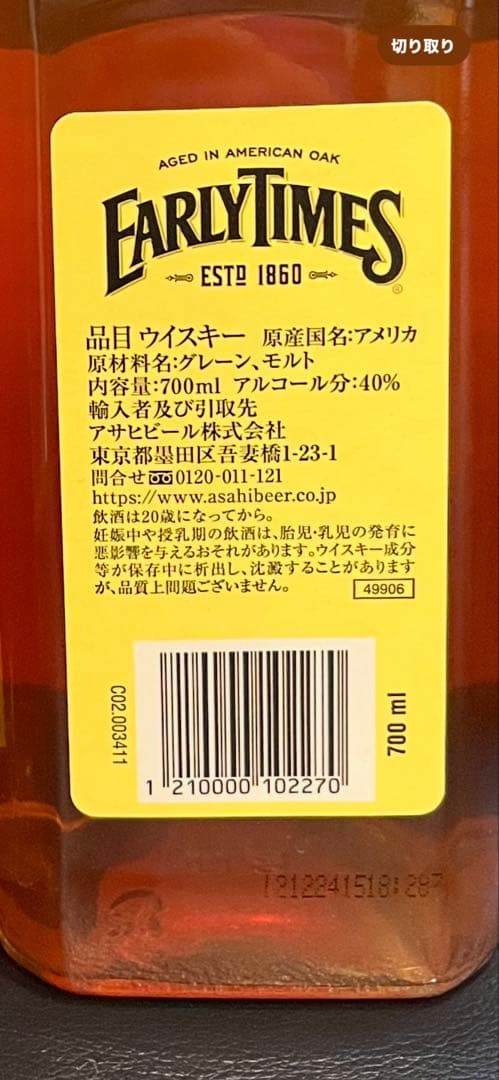 切り取り
AGED IN AMERICAN OAK
EARLY TIMES
ESTD 1860
®
品目 ウイスキー 原産国名:アメリカ
原材料名:グレーン、モルト
内容量:700ml アルコール分:40%
輸入者及び引取先
アサヒビール株式会社
東京都墨田区吾妻橋1-23-1
問合せ 0120-011-121
https://www.asahibeer.co.jp
飲酒は20歳になってから。
妊娠中や授乳期の飲酒は、胎児・乳児の発育に
悪影響を与えるおそれがあります。ウイスキー成分
等が保存中に析出し、沈澱することがあります
が、品質上問題ございません。
49906
C02.003411
700 ml
1 210000 102270